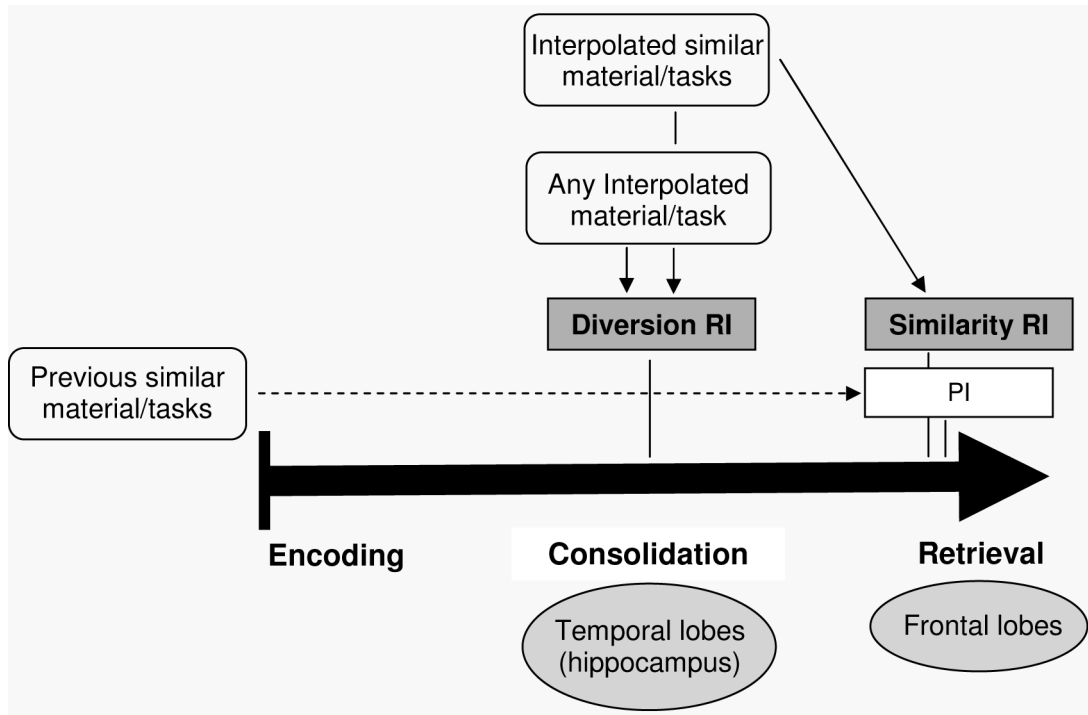 Interpolated similar
material/tasks
Any Interpolated
material/task
Diversion RI
Similarity RI
Previous similar
material/tasks
PI
Encoding
Consolidation
Retrieval
Temporal lobes
(hippocampus)
Frontal lobes